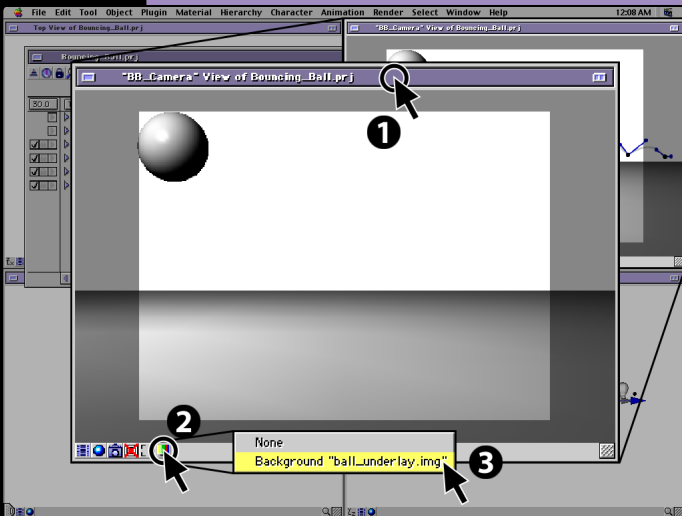 File Edit Tool Object Plugin Material Hierarchy Character Animation Render Select Window Help 12:08 AM
Top View of Bouncing_Ball.prj
"BB_Camera" View of Bouncing_Ball.prj
Bouncing_Ball.prj
"BB_Camera" View of Bouncing_Ball.prj
30.0
1
2
None
Background "ball_underlay.img"
3